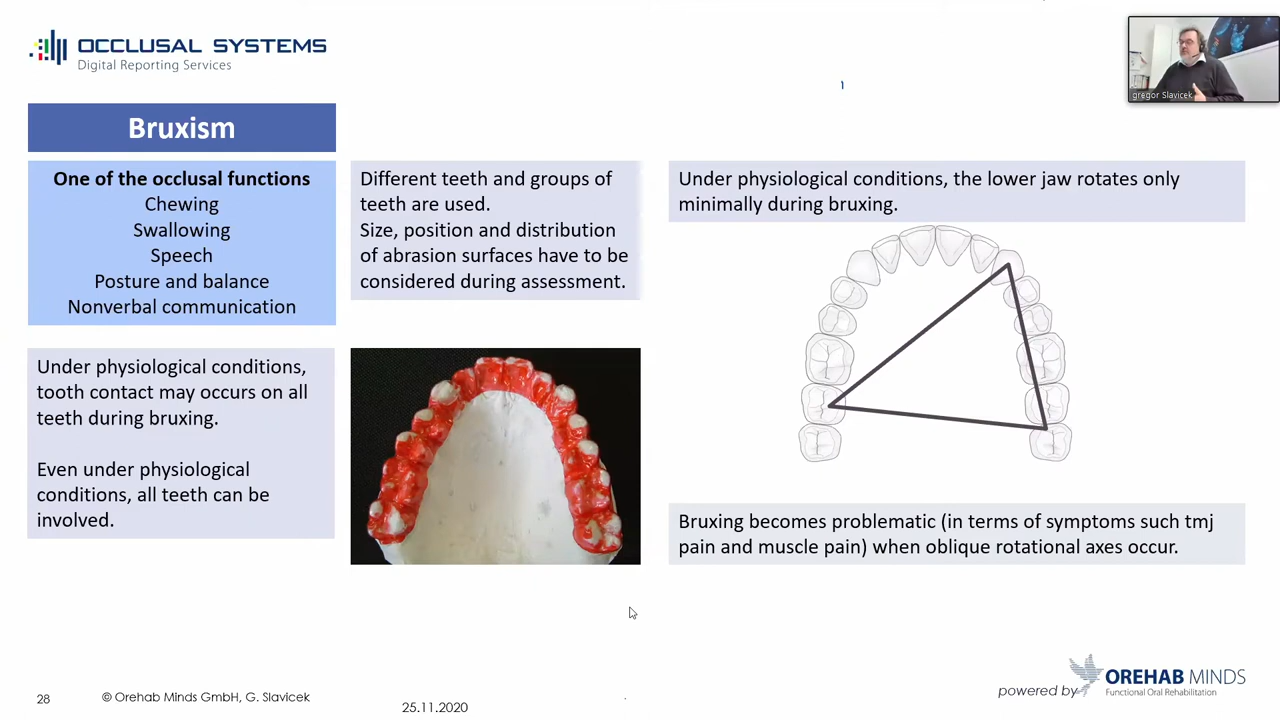 OCCLUSAL SYSTEMS
Digital Reporting Services
gregor Slavicek
Bruxism
One of the occlusal functions
Chewing
Swallowing
Speech
Posture and balance
Nonverbal communication
Different teeth and groups of
teeth are used.
Size, position and distribution
of abrasion surfaces have to be
considered during assessment.
Under physiological conditions, the lower jaw rotates only
minimally during bruxing.
Under physiological conditions,
tooth contact may occurs on all
teeth during bruxing.
Even under physiological
conditions, all teeth can be
involved.
Bruxing becomes problematic (in terms of symptoms such tmj
pain and muscle pain) when oblique rotational axes occur.
28
© Orehab Minds GmbH, G. Slavicek
25.11.2020
powered by
OREHAB MINDS
Functional Oral Rehabilitation